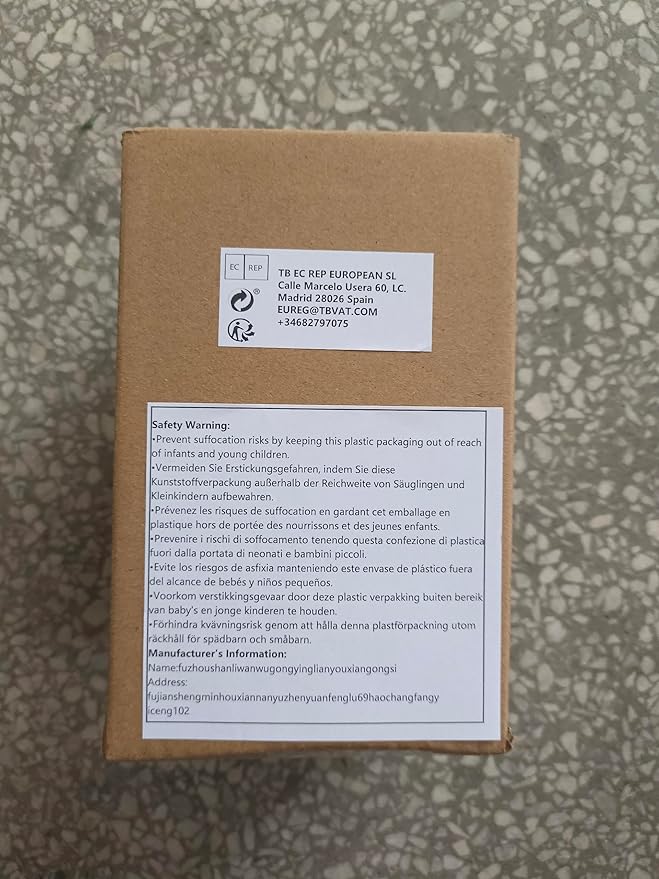 EC REP
TB EC REP EUROPEAN SL
Calle Marcelo Usera 60, LC.
Madrid 28026 Spain
EUREG@TBVAT.COM
+34682797075
®
Safety Warning:
•Prevent suffocation risks by keeping this plastic packaging out of reach
of infants and young children.
•Vermeiden Sie Erstickungsgefahren, indem Sie diese
Kunststoffverpackung außerhalb der Reichweite von Säuglingen und
Kleinkindern aufbewahren.
•Prévenez les risques de suffocation en gardant cet emballage en
plastique hors de portée des nourrissons et des jeunes enfants.
•Prevenire i rischi di soffocamento tenendo questa confezione di plastica
fuori dalla portata di neonati e bambini piccoli.
•Evite los riesgos de asfixia manteniendo este envase de plástico fuera
del alcance de bebés y niños pequeños.
•Voorkom verstikkingsgevaar door deze plastic verpakking buiten bereik
van baby's en jonge kinderen te houden.
•Förhindra kvävningsrisk genom att hålla denna plastförpackning utom
räckhåll för spädbarn och småbarn.
Manufacturer's Information:
Name:fuzhoushanliwanwugongyinglianyouxiangongsi
Address:
fujianshengminhouxiannanyuzhenyuanfenglu69haochangfangy
iceng102